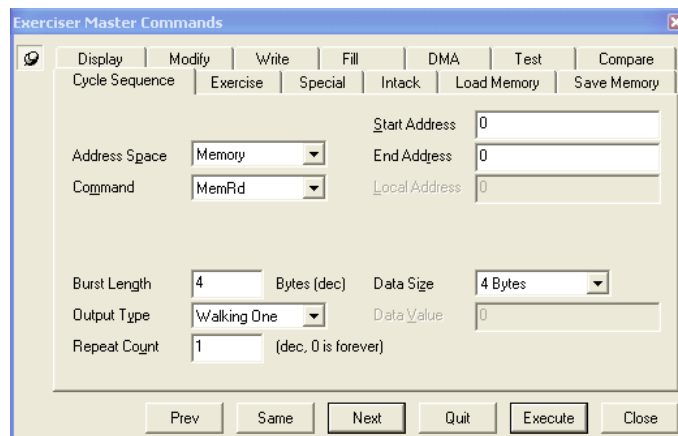 Exerciser Master Commands
Display Modify Write Fill DMA Test Compare
Cycle Sequence Exercise Special Intack Load Memory Save Memory
Start Address 0
Address Space Memory End Address 0
Command MemRd Local Address 0
Burst Length 4 Bytes (dec) Data Size 4 Bytes
Output Type Walking One Data Value 0
Repeat Count 1 (dec, 0 is forever)
Prev Same Next Quit Execute Close